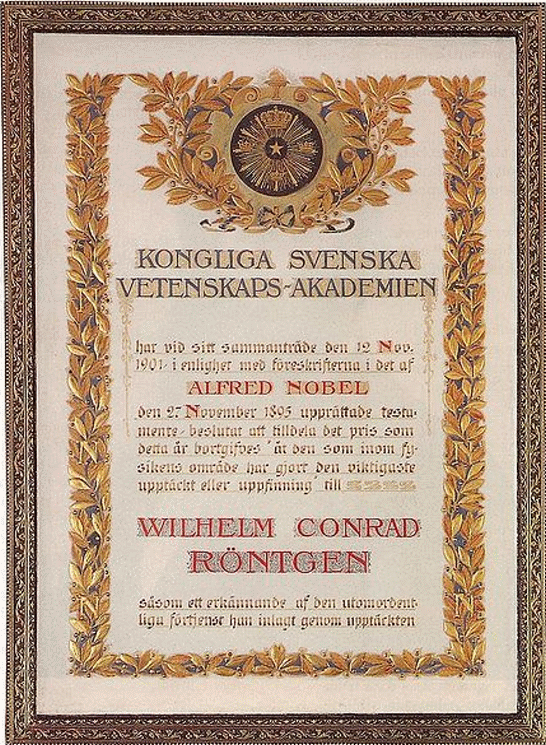 KONGLIGA SVENSKA
VETENSKAPS-AKADEMIEN
har vid sitt sammanträde den 12 Nov.
1901 i enlighet med föreskrifterna i det af
ALFRED NOBEL
den 27 November 1895 upprättade testa-
mente beslutat att tilldela det pris som
detta år bortgifves "åt den som inom fy-
sikens område har gjort den viktigaste
upptäckt eller uppfinning" till
WILHELM CONRAD
RÖNTGEN
såsom ett erkännande af den utomordent-
liga förtjenst han inlagt genom upptäckten